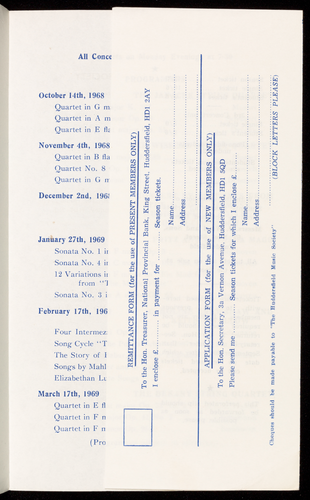 All Conce
October 14th, 1968
Quartet in G m
Quartet in A m
Quartet in E fla
November 4th, 1968
Quartet in B fla
Quartet No. 8
Quartet in G m
December 2nd, 196
January 27th, 1969
Sonata No. 1 i
Sonata No. 4 i
12 Variations i
from "T
Sonata No. 3 i
February 17th, 196
Four Intermez
Song Cycle "T
The Story of
Songs by Mahl
Elizabethan Lu
March 17th, 1969
Quartet in E fl
Quartet in F m
Quartet in F m
(Pro
REMITTANCE FORM (for the use of PRESENT MEMBERS ONLY)
To the Hon. Treasurer, National Provincial Bank, King Street, Huddersfield, HD1 2AY
I enclose £.................. in payment for ............ Season tickets.
Name..................
Address..................
APPLICATION FORM (for the use of NEW MEMBERS ONLY)
To the Hon. Secretary, 3a Vernon Avenue, Huddersfield, HD1 5QD
Please send me ............ Season tickets for which I enclose £..................
Name..................
Address..................
(BLOCK LETTERS PLEASE)
Cheques should be made payable to "The Huddersfield Music Society"